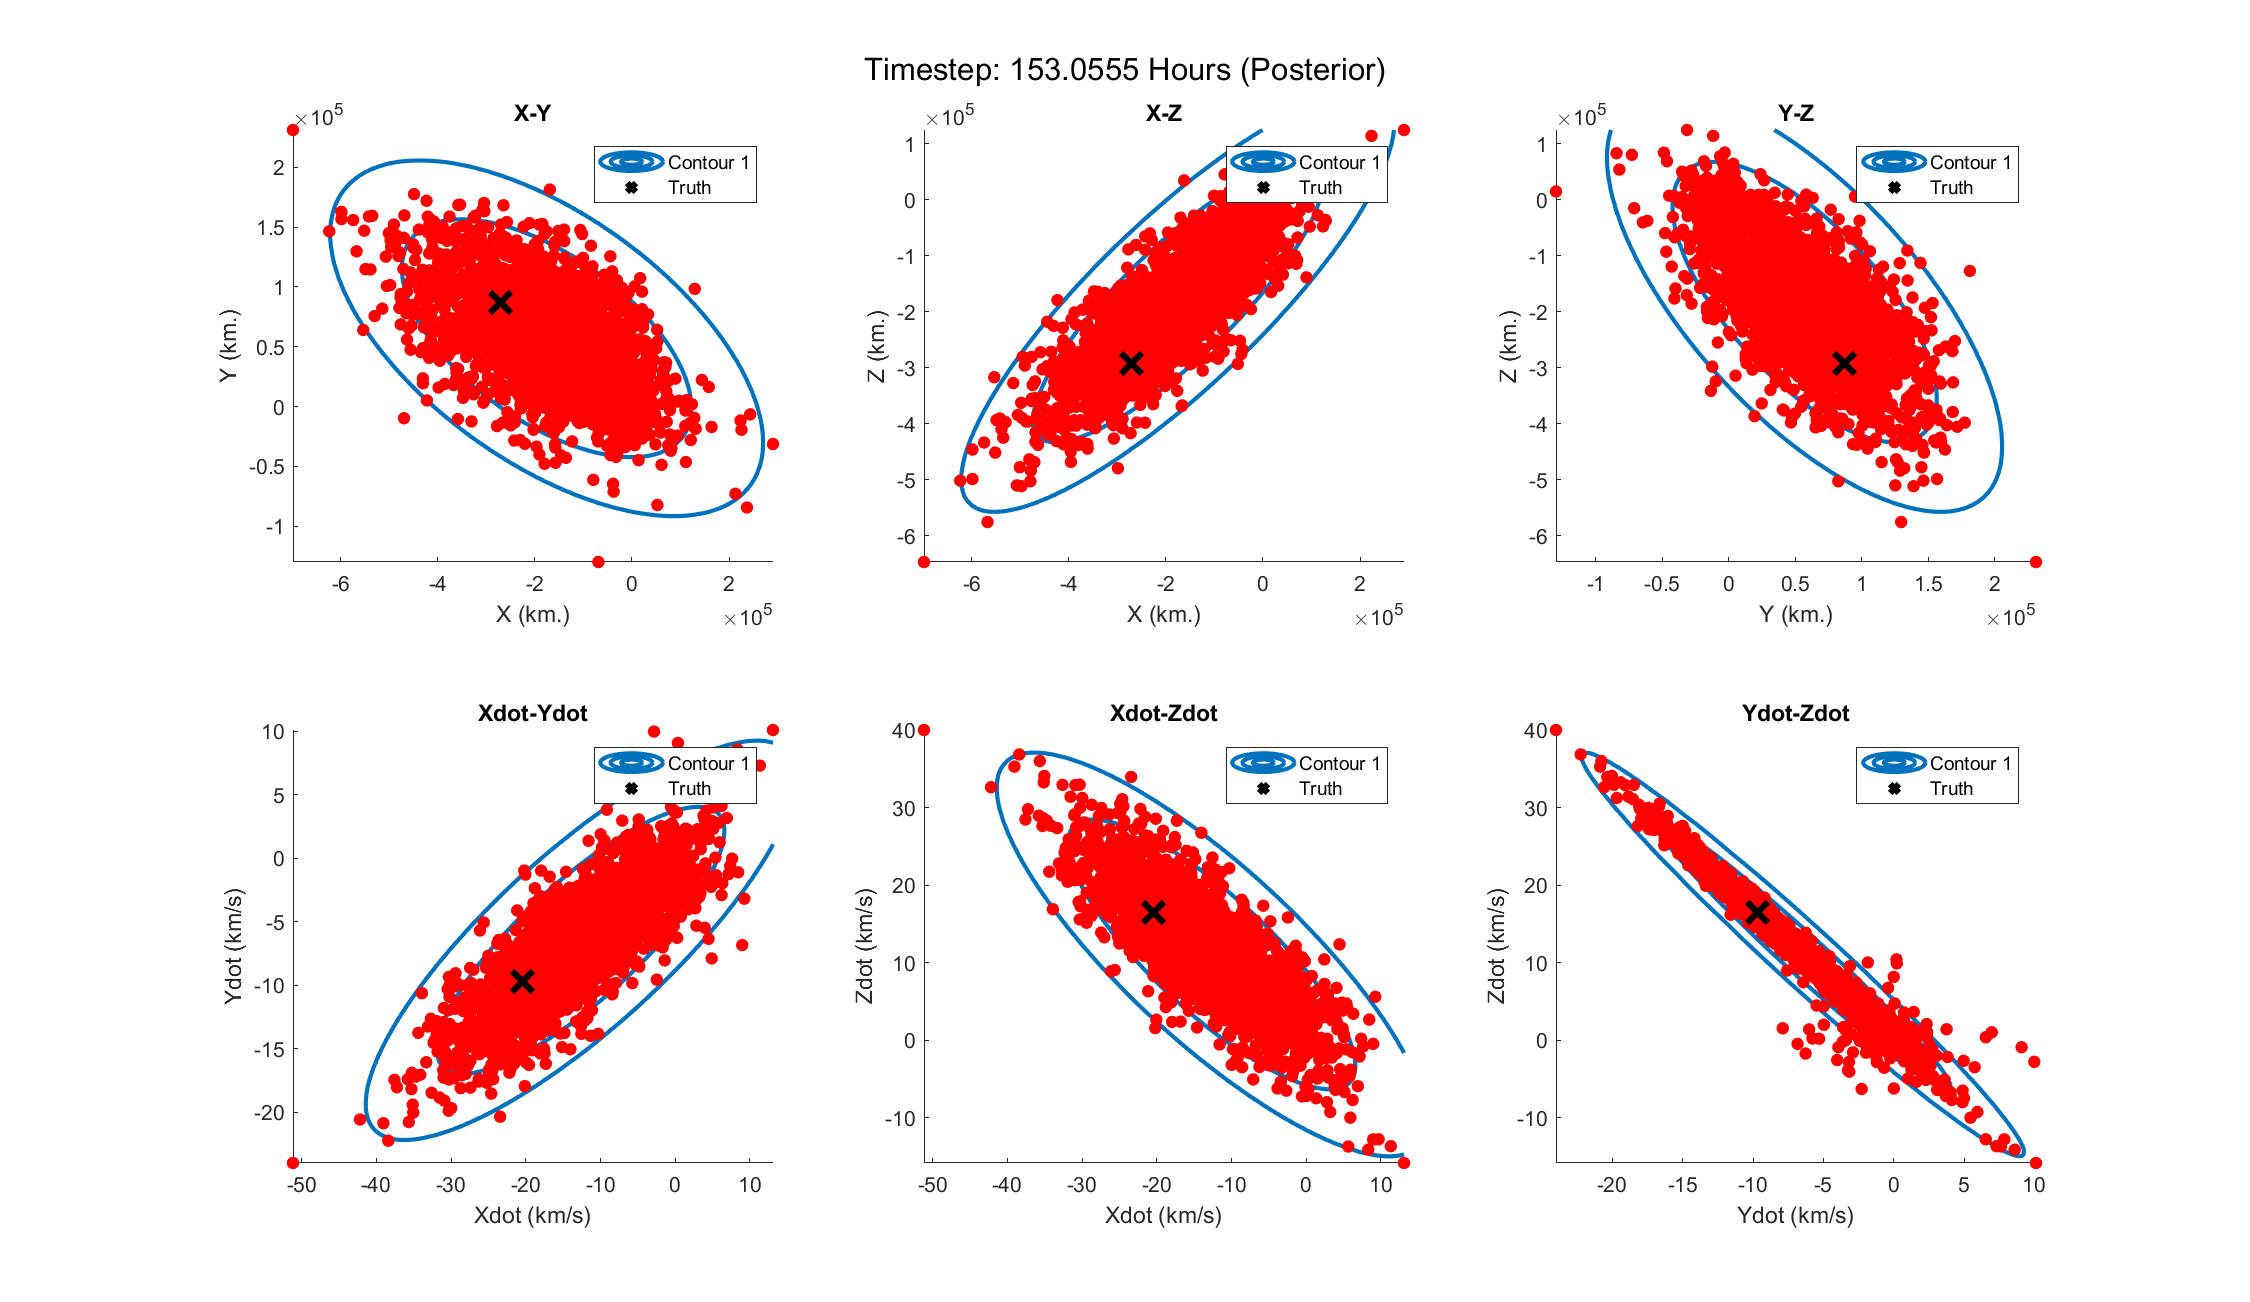 Timestep: 153.0555 Hours (Posterior)
X-Y
×10^5
2
1.5
1
0.5
0
-0.5
-1
Y (km.)
-6 -4 -2 0 2
X (km.)
×10^5
Contour 1
Truth
X-Z
×10^5
1
0
-1
-2
-3
-4
-5
-6
Z (km.)
-6 -4 -2 0 2
X (km.)
×10^5
Contour 1
Truth
Y-Z
×10^5
1
0
-1
-2
-3
-4
-5
-6
Z (km.)
-1 -0.5 0 0.5 1 1.5 2
Y (km.)
×10^5
Contour 1
Truth
Xdot-Ydot
10
5
0
-5
-10
-15
-20
Ydot (km/s)
-50 -40 -30 -20 -10 0 10
Xdot (km/s)
Contour 1
Truth
Xdot-Zdot
40
30
20
10
0
-10
Zdot (km/s)
-50 -40 -30 -20 -10 0 10
Xdot (km/s)
Contour 1
Truth
Ydot-Zdot
40
30
20
10
0
-10
Zdot (km/s)
-20 -15 -10 -5 0 5 10
Ydot (km/s)
Contour 1
Truth